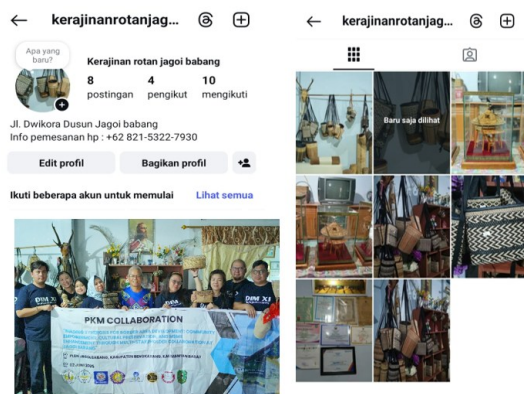 kerajinanrotanjag...
Apa yang
baru?
Kerajinan rotan jagoi babang
8 4 10
postingan pengikut mengikuti
Jl. Dwikora Dusun Jagoi babang
Info pemesanan hp : +62 821-5322-7930
Edit profil Bagikan profil
Ikuti beberapa akun untuk memulai Lihat semua
PKM COLLABORATION
kerajinanrotanjag...
Baru saja dilihat